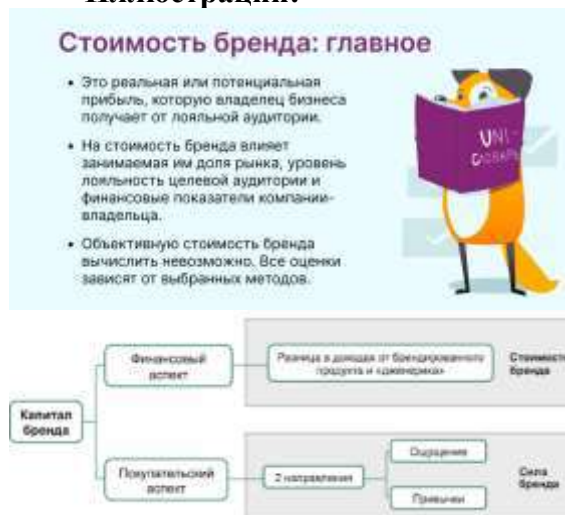 Иллюстрации:
Стоимость бренда: главное
• Это реальная или потенциальная
прибыль, которую владелец бизнеса
получает от лояльной аудитории.
• На стоимость бренда влияет
занимаемая им доля рынка, уровень
лояльность целевой аудитории и
финансовые показатели компании-
владельца.
• Объективную стоимость бренда
вычислить невозможно. Все оценки
зависят от выбранных методов.
UNI -
СЛОВАРЬ
Финансовый
аспект
Разница в доходах от брендированного
продукта и «дженерика»
Стоимость
бренда
Капитал
бренда
Покупательский
аспект
2 направления
Ощущения
Привычки
Сила
бренда